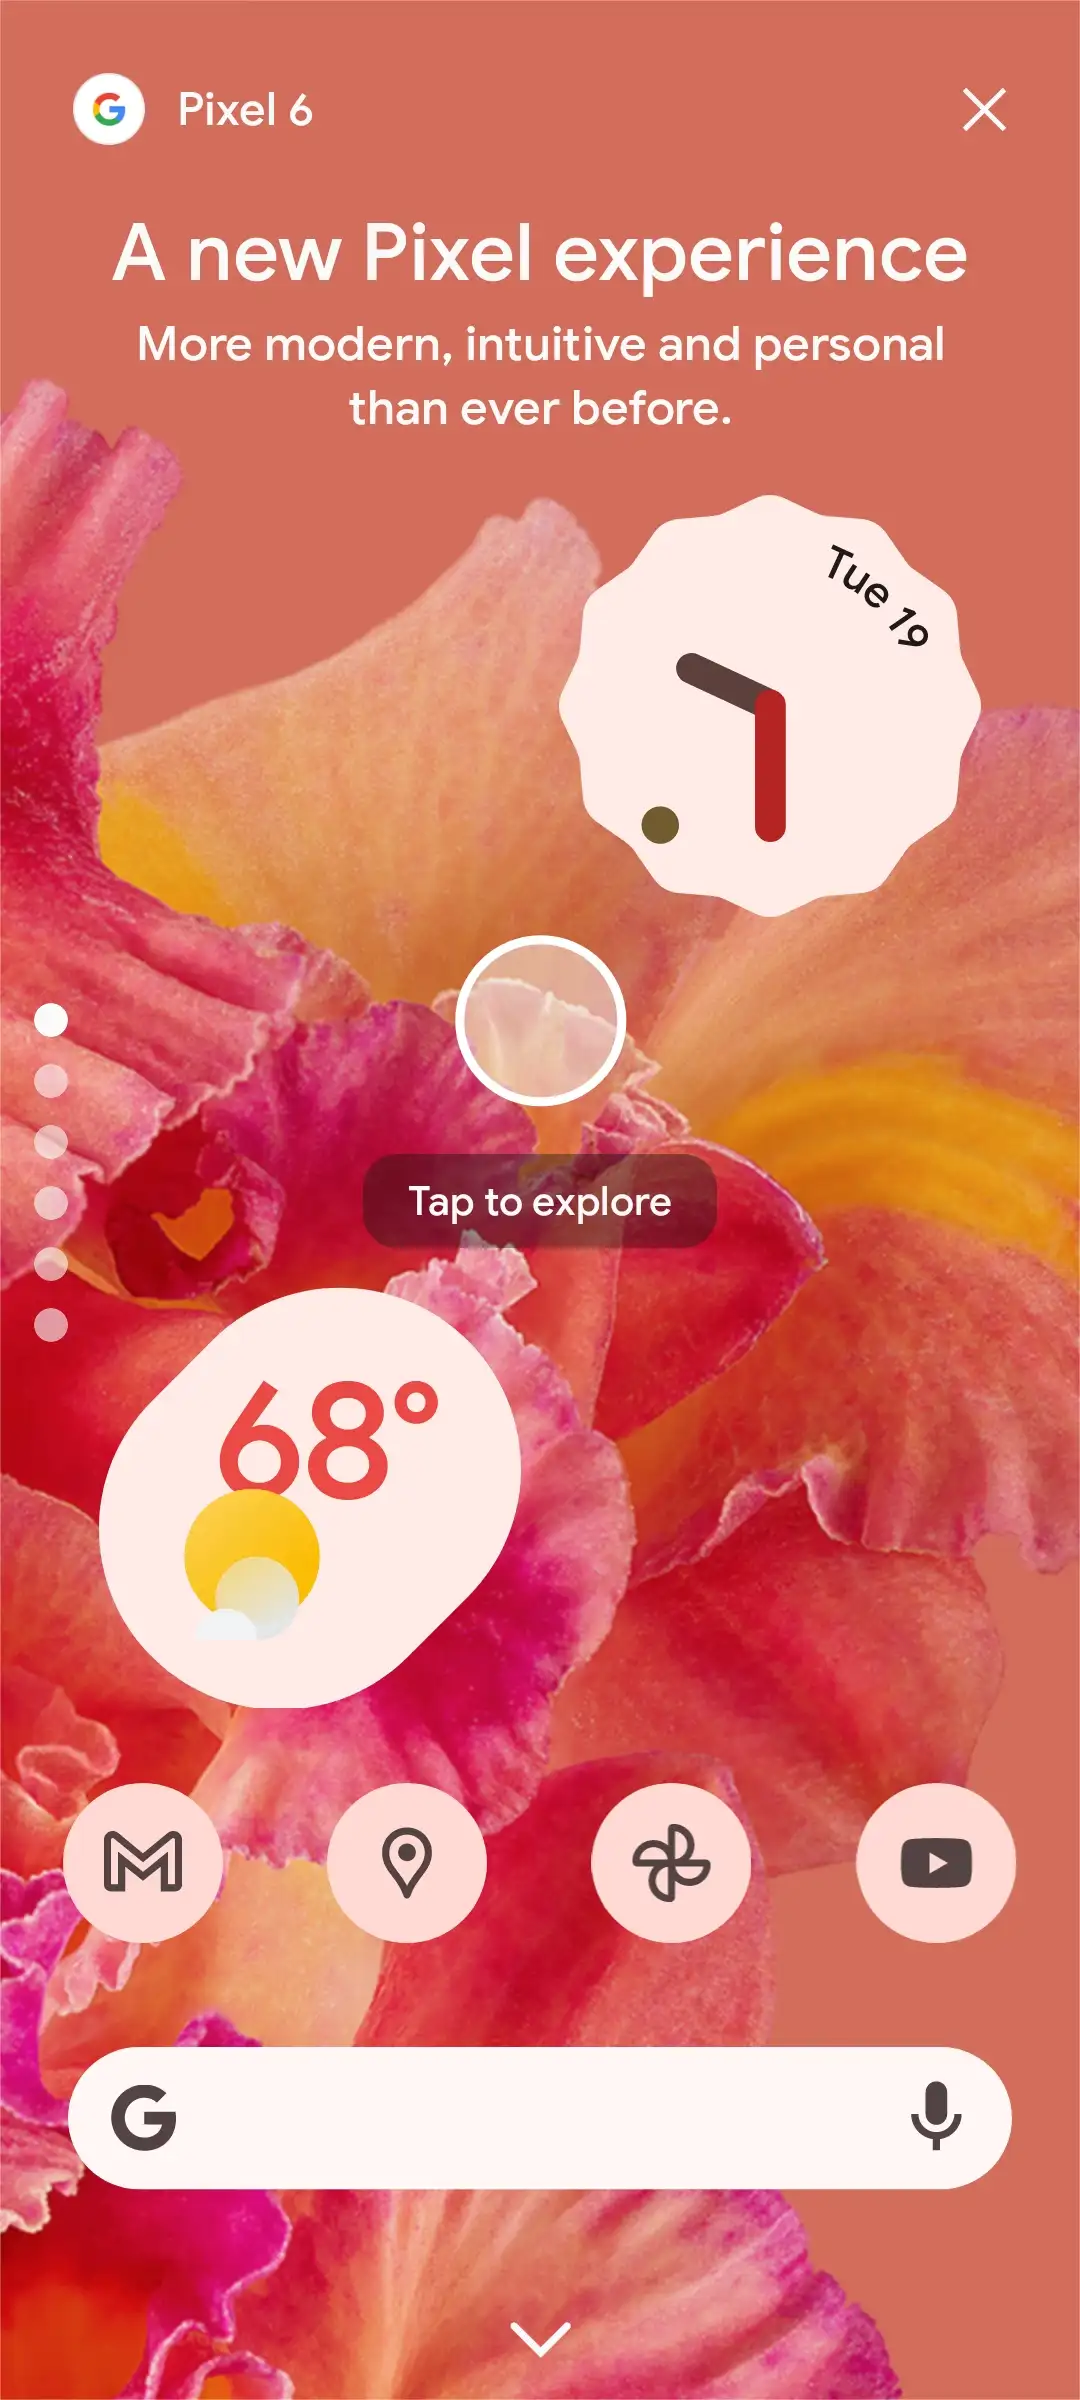 Pixel 6
A new Pixel experience
More modern, intuitive and personal
than ever before.
Tue 19
Tap to explore
68°